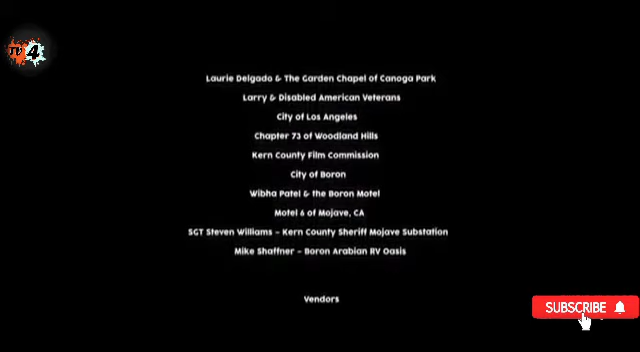 TV 4
Laurie Delgado & The Garden Chapel of Canoga Park
Larry & Disabled American Veterans
City of Los Angeles
Chapter 73 of Woodland Hills
Kern County Film Commission
City of Boron
Wibha Patel & the Boron Motel
Motel 6 of Mojave, CA
SGT Steven Williams - Kern County Sheriff Mojave Substation
Mike Shaffner - Boron Arabian RV Oasis
Vendors
SUBSCRIBE